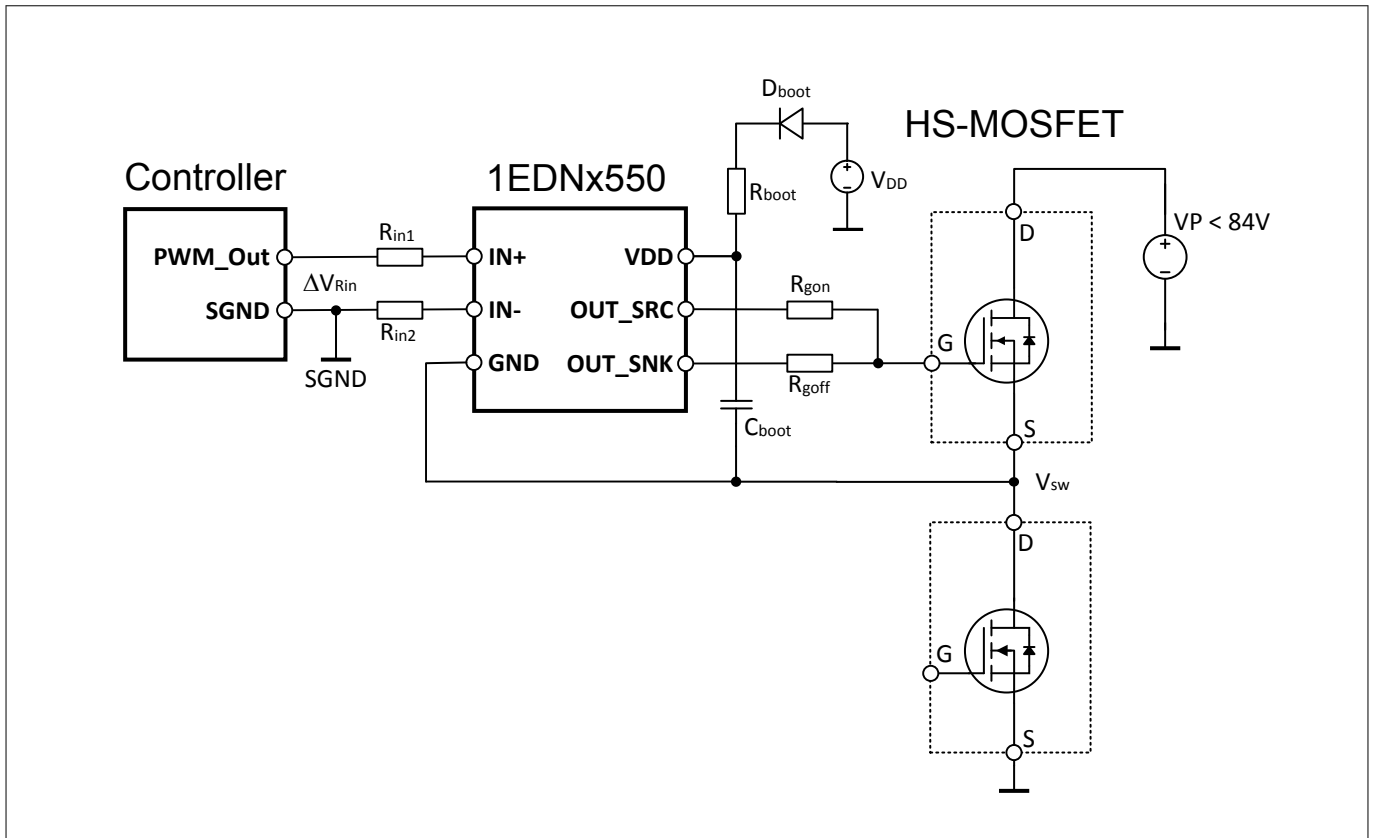 Dboot
HS-MOSFET
Controller
1EDNx550
Rboot
VDD
VP < 84V
D
PWM_Out
Rin1
IN+
VDD
ΔVRin
Rgon
SGND
IN-
OUT_SRC
Rin2
G
GND
OUT_SNK
SGND
Rgoff
Cboot
S
Vsw
D
G
S